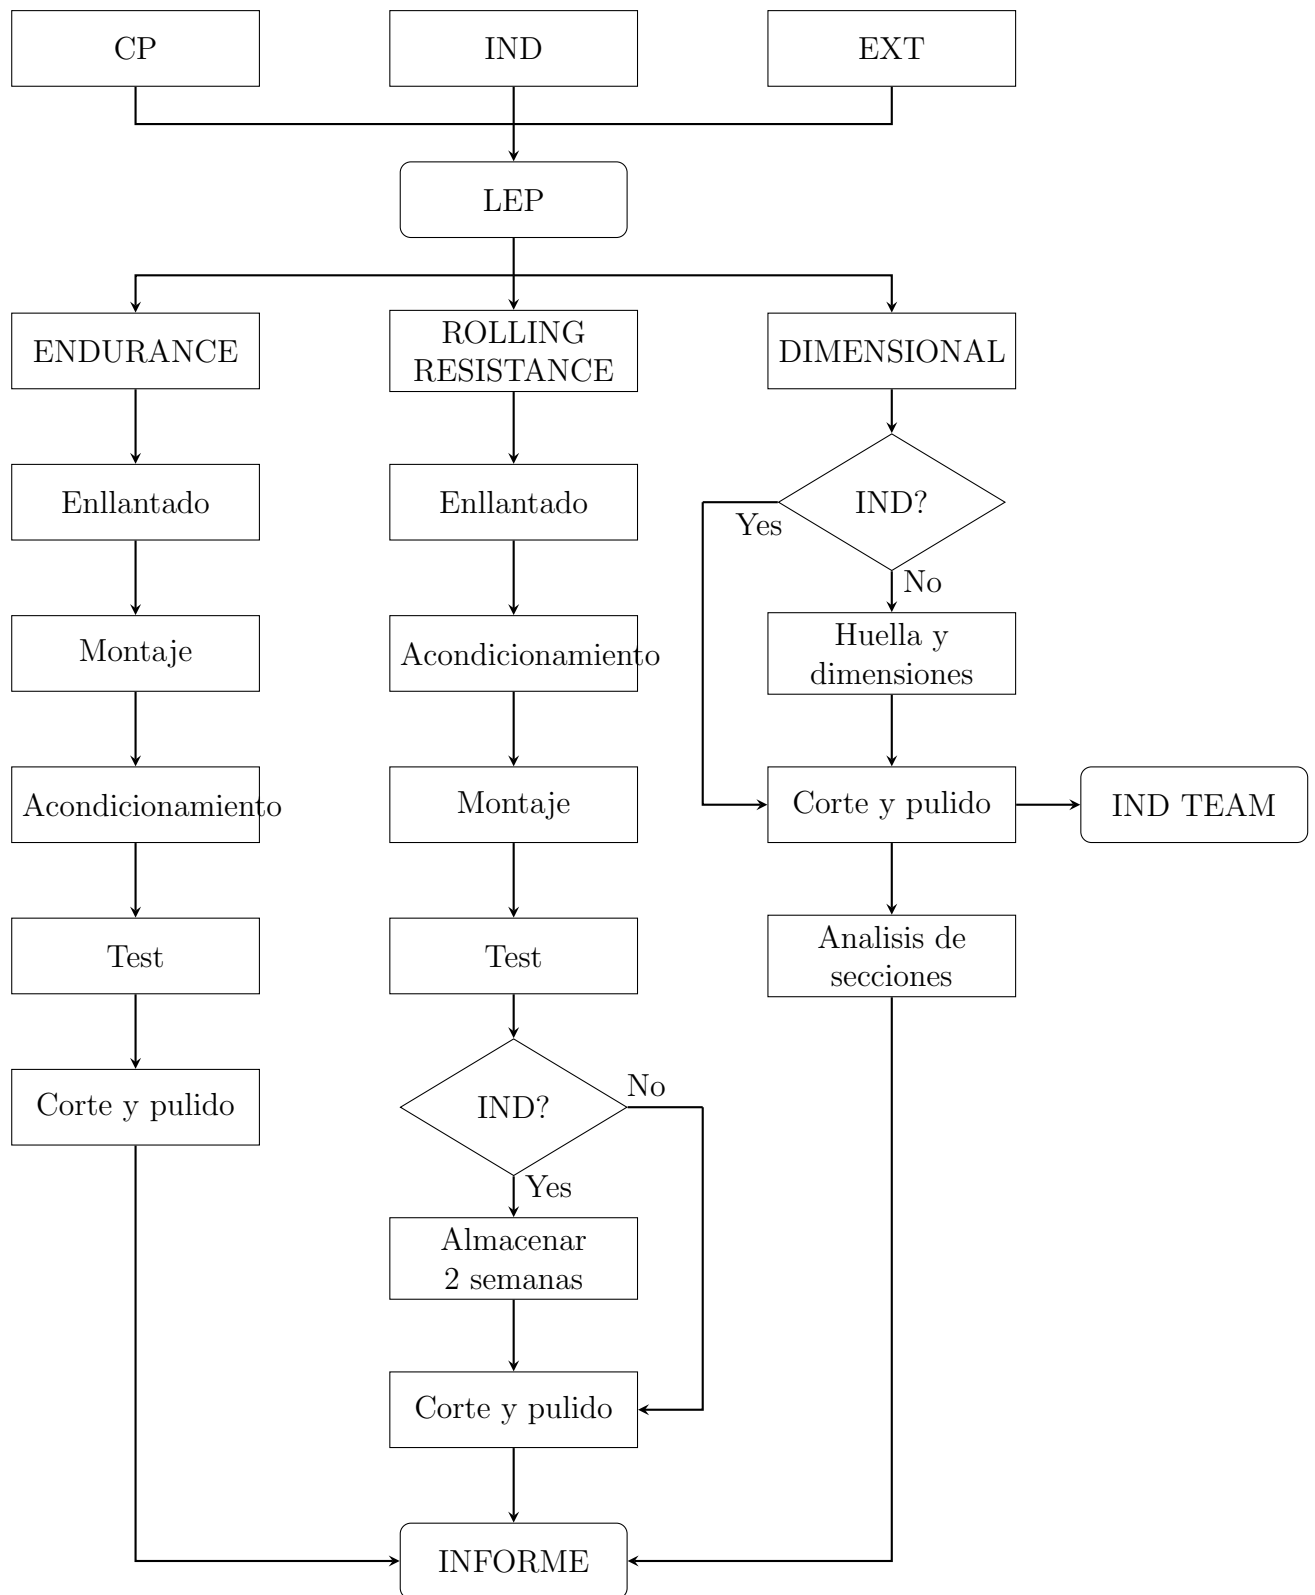 CP
IND
EXT
LEP
ENDURANCE
ROLLING
RESISTANCE
DIMENSIONAL
Enllantado
Enllantado
IND?
Yes
No
Montaje
Acondicionamiento
Huella y
dimensiones
Acondicionamiento
Montaje
Corte y pulido
IND TEAM
Test
Test
Analisis de
secciones
Corte y pulido
IND?
No
Yes
Almacenar
2 semanas
Corte y pulido
INFORME